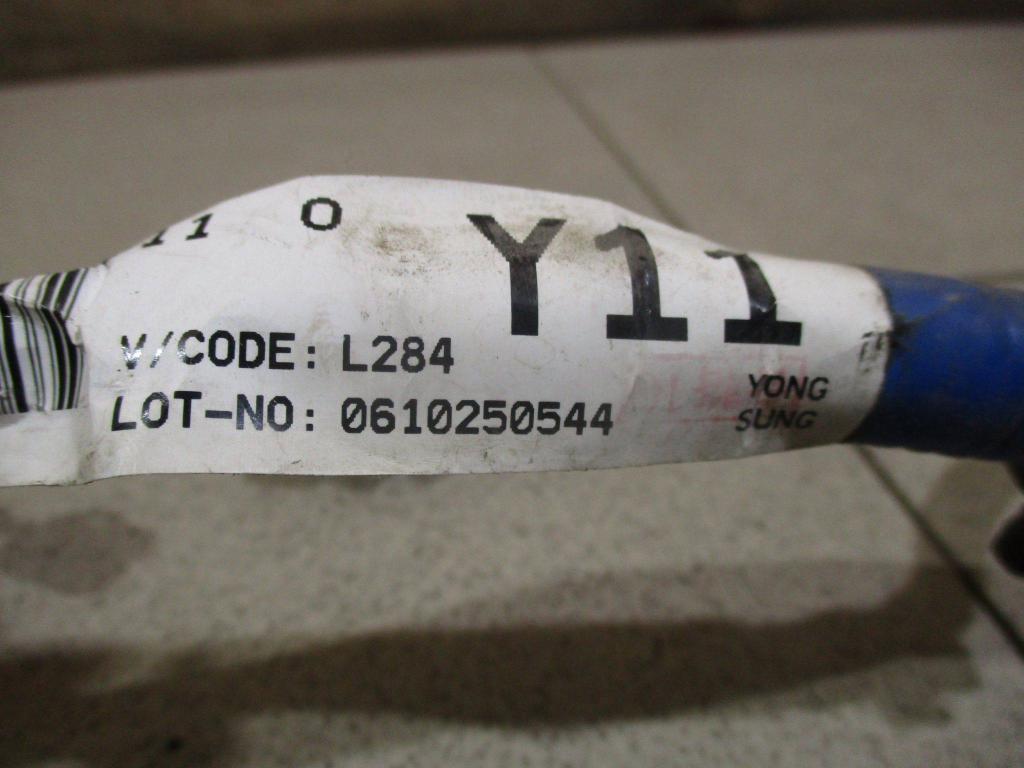 11 O
Y11
V/CODE: L284
LOT-NO: 0610250544
YONG
SUNG